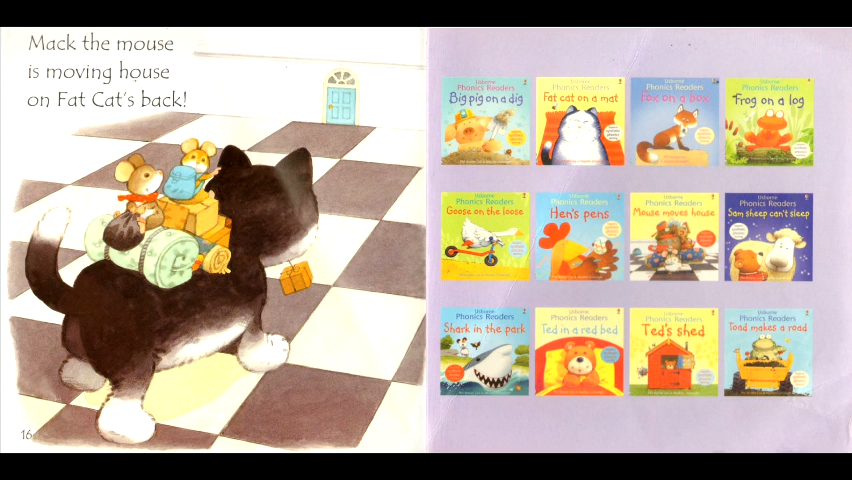 Mack the mouse
is moving house
on Fat Cat's back!
16
Usborne
Phonics Readers
Big pig on a dig
Usborne
Phonics Readers
Fat cat on a mat
Usborne
Phonics Readers
Fox on a box
Usborne
Phonics Readers
Frog on a log
Usborne
Phonics Readers
Goose on the loose
Usborne
Phonics Readers
Hen's pens
Usborne
Phonics Readers
Mouse moves house
Usborne
Phonics Readers
Sam sheep can't sleep
Usborne
Phonics Readers
Shark in the park
Usborne
Phonics Readers
Ted in a red bed
Usborne
Phonics Readers
Ted's shed
Usborne
Phonics Readers
Toad makes a road